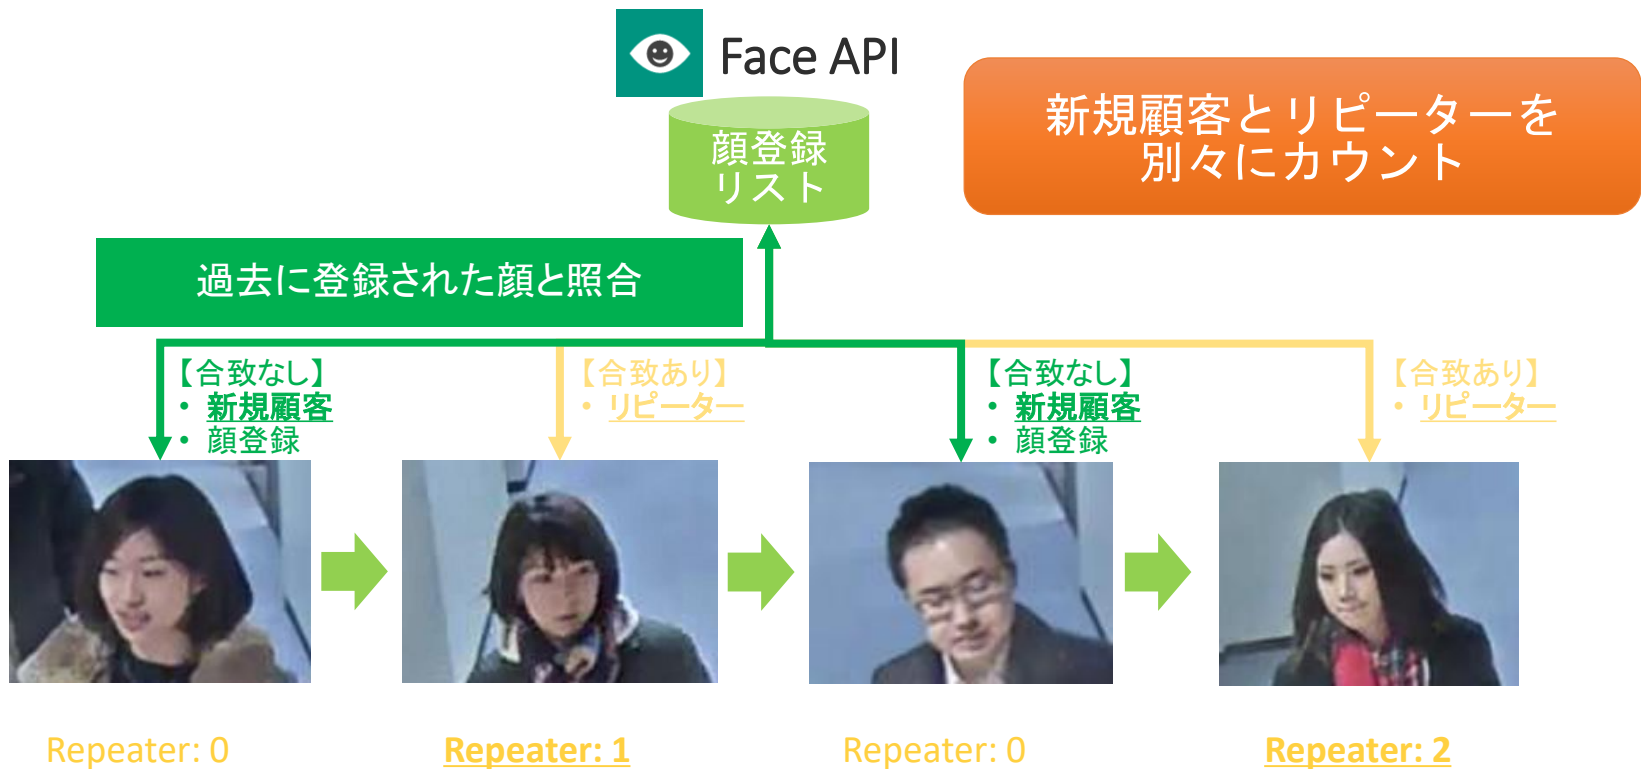 Face API
顔登録
リスト
新規顧客とリピーターを
別々にカウント
過去に登録された顔と照合
【合致なし】
・ 新規顧客
・ 顔登録
【合致あり】
・ リピーター
【合致なし】
・ 新規顧客
・ 顔登録
【合致あり】
・ リピーター
Repeater: 0
Repeater: 1
Repeater: 0
Repeater: 2